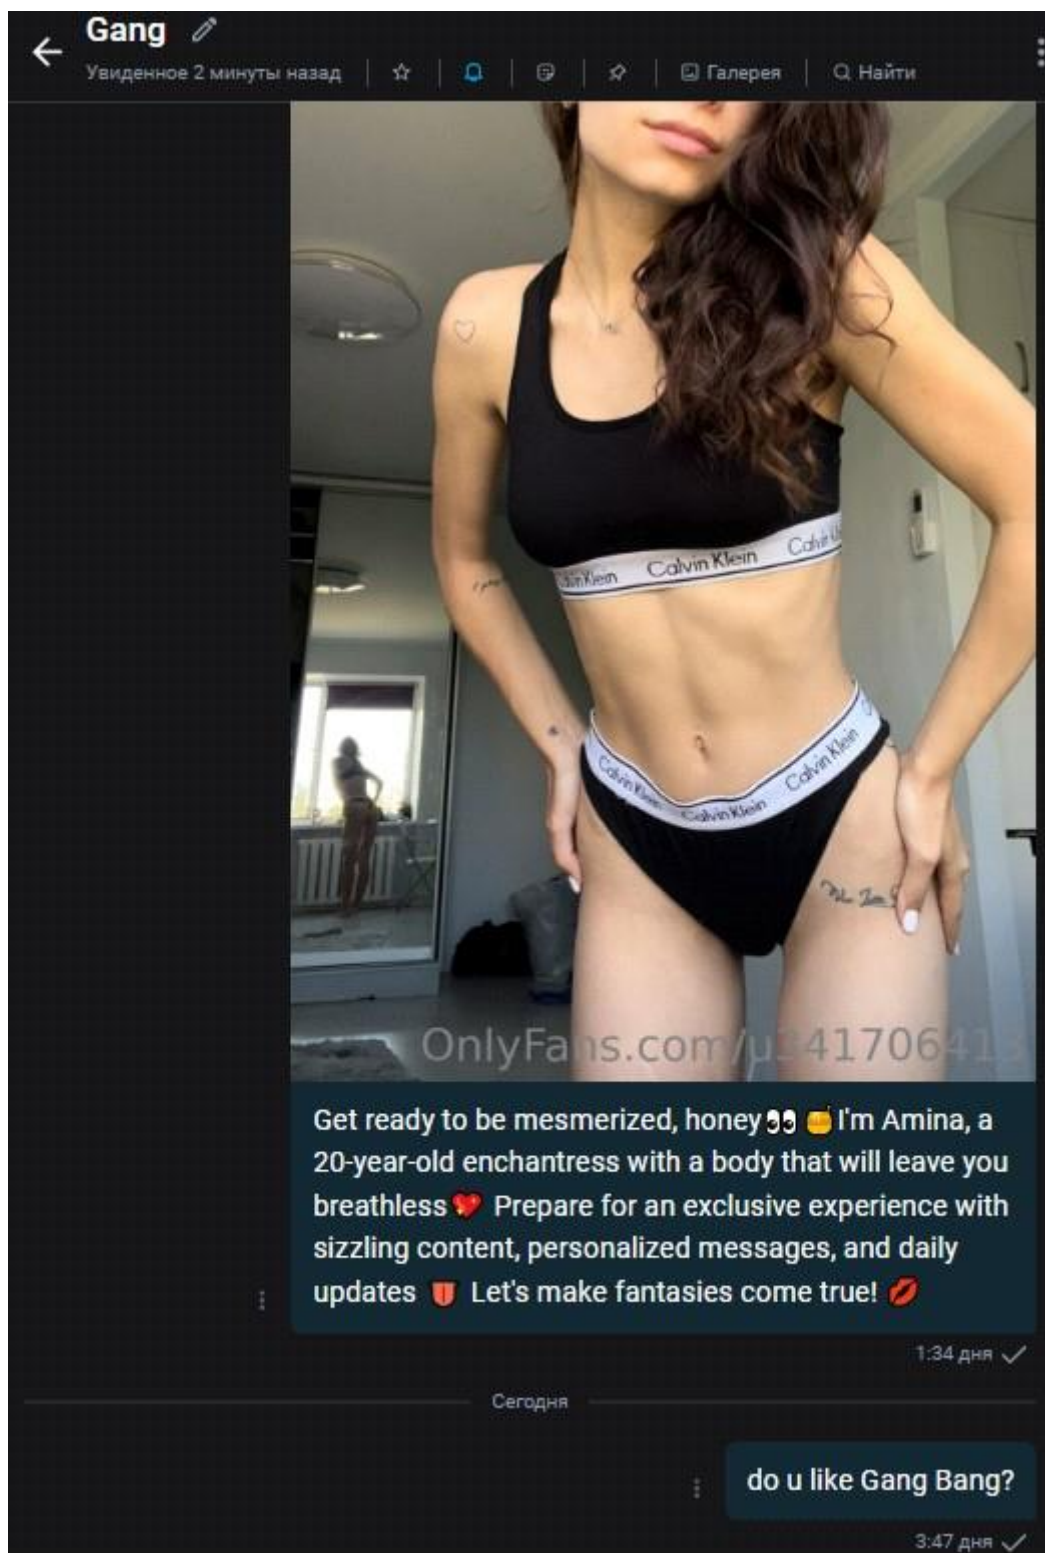 Gang
Увиденное 2 минуты назад
Галерея
Найти
Calvin Klein
Calvin Klein
Calvin Klein
Calvin Klein
OnlyFans.com/u341706413
Get ready to be mesmerized, honey👀 🍯I'm Amina, a
20-year-old enchantress with a body that will leave you
breathless💖 Prepare for an exclusive experience with
sizzling content, personalized messages, and daily
updates 👅 Let's make fantasies come true! 💋
1:34 дня
Сегодня
do u like Gang Bang?
3:47 дня